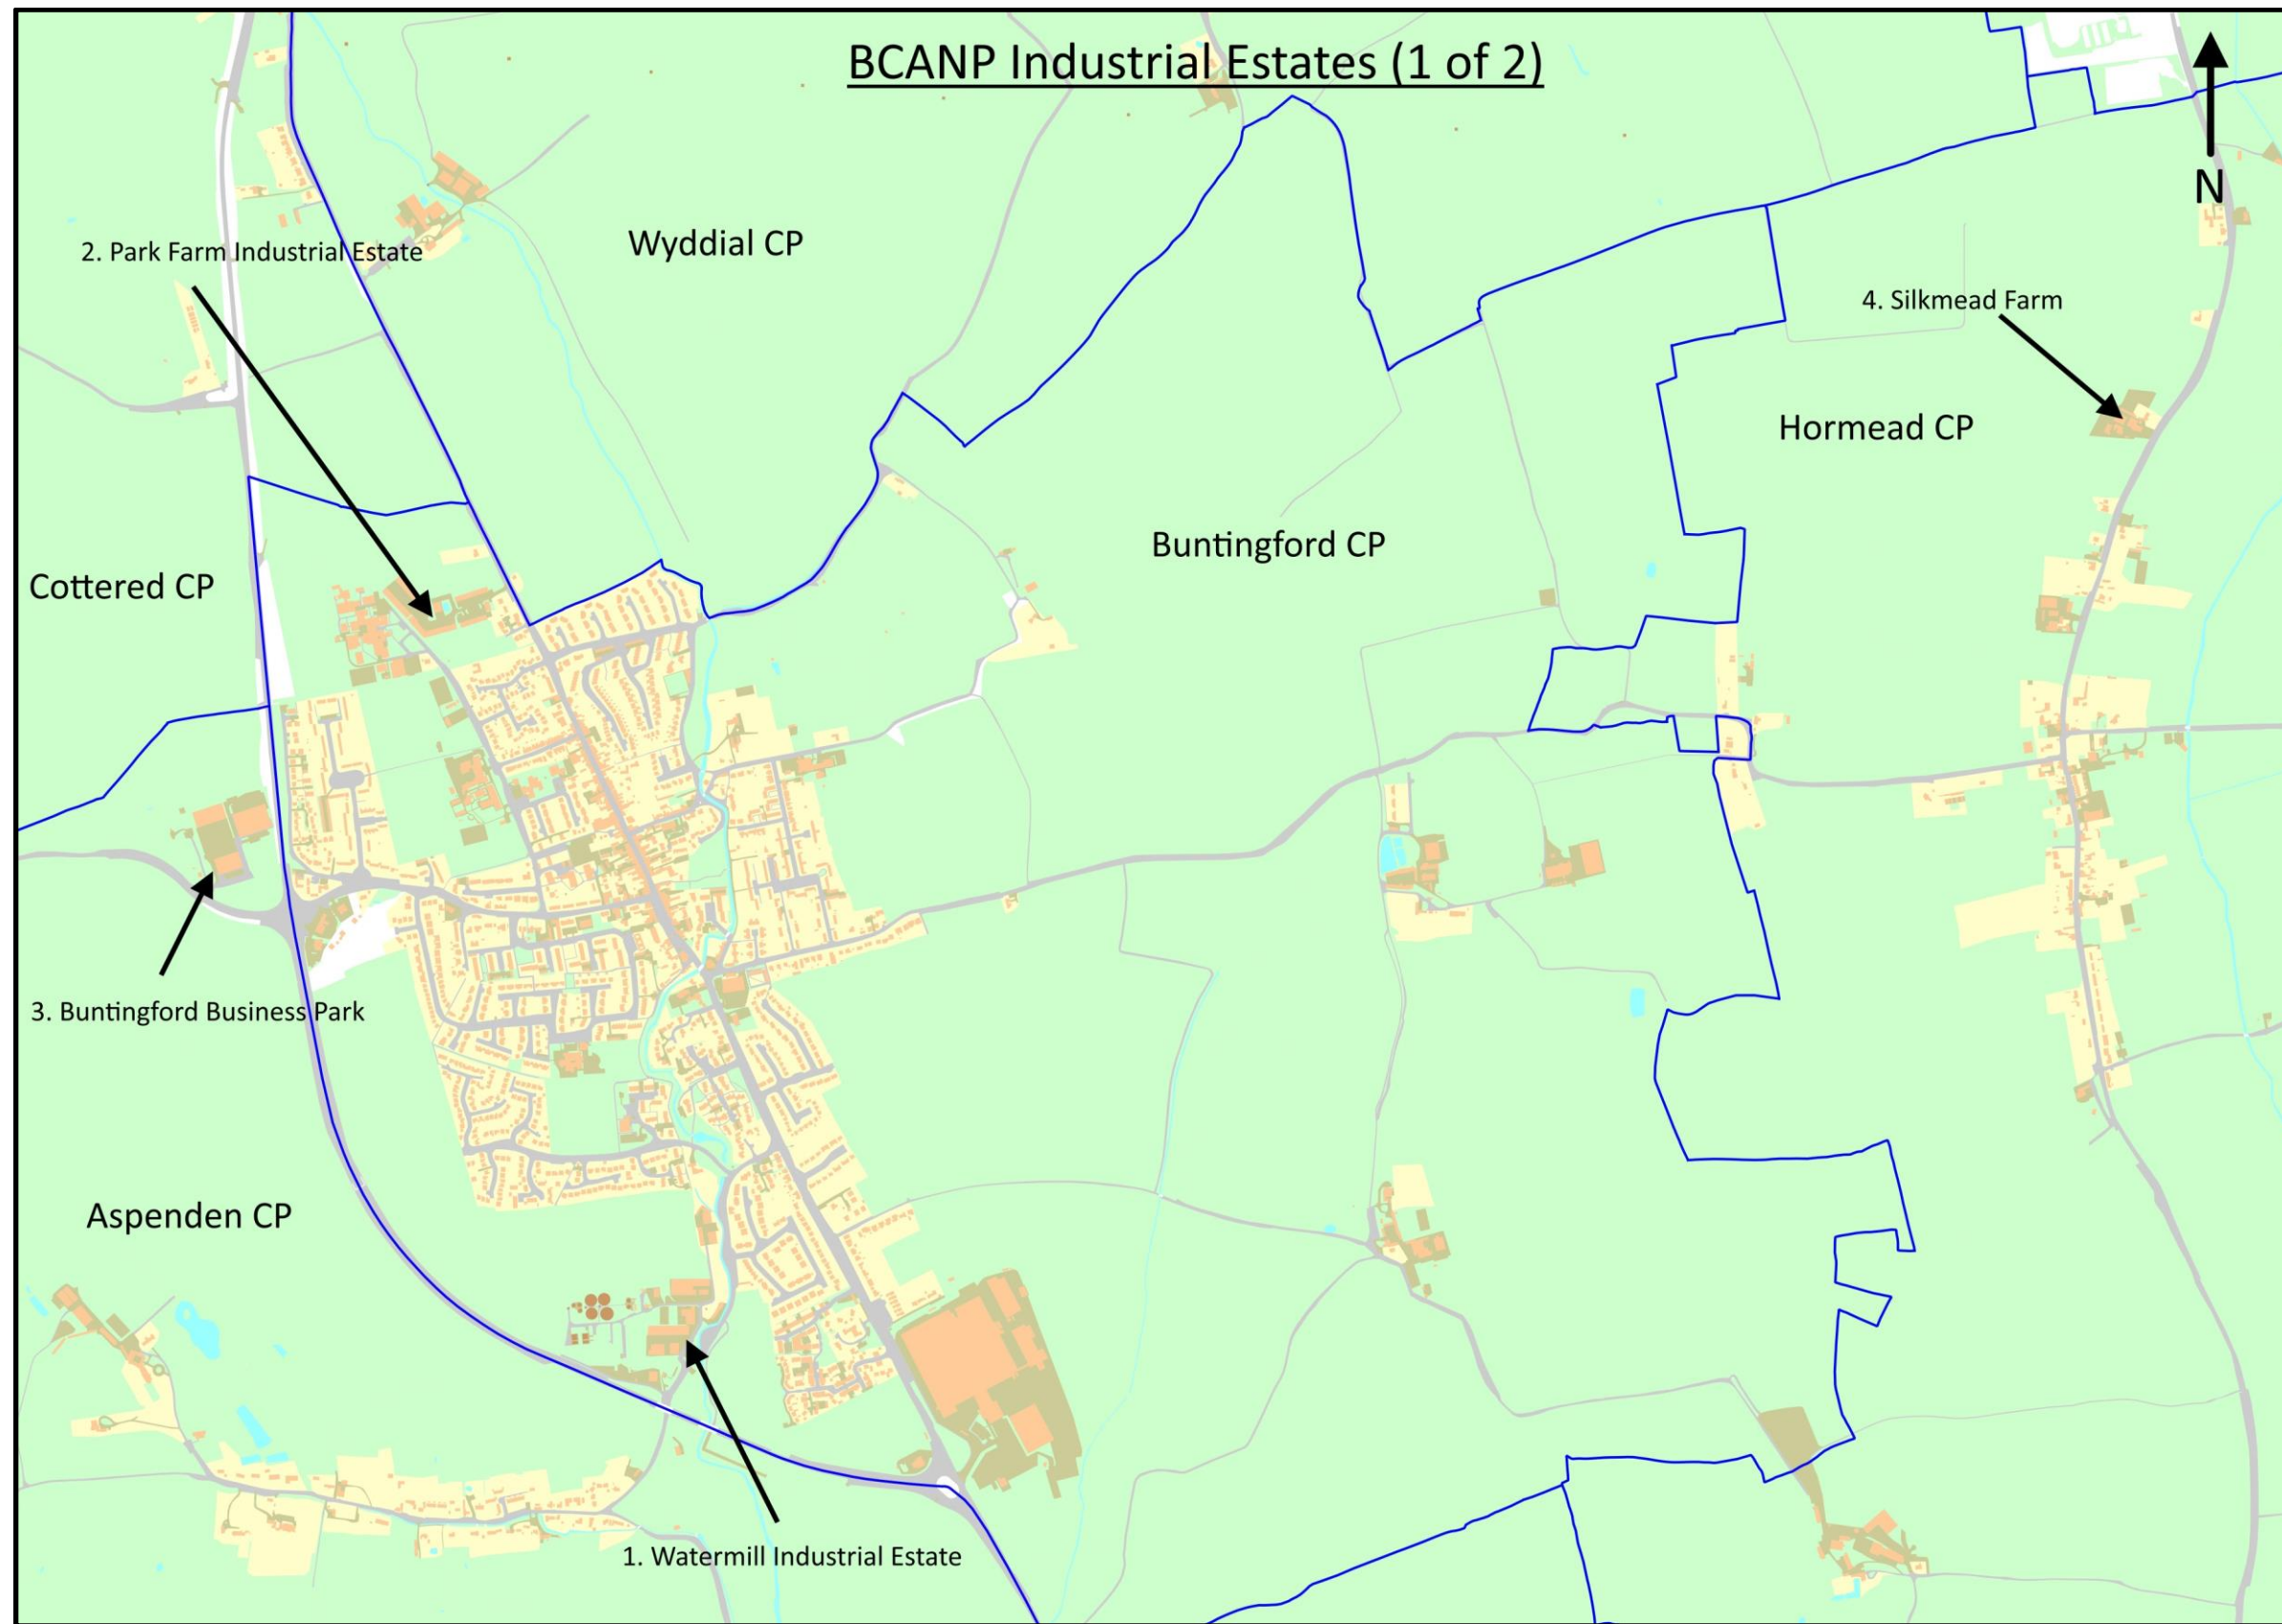 BCANP Industrial Estates (1 of 2)
N
Wyddial CP
2. Park Farm Industrial Estate
4. Silkmead Farm
Hormead CP
Buntingford CP
Cottered CP
3. Buntingford Business Park
Aspenden CP
1. Watermill Industrial Estate